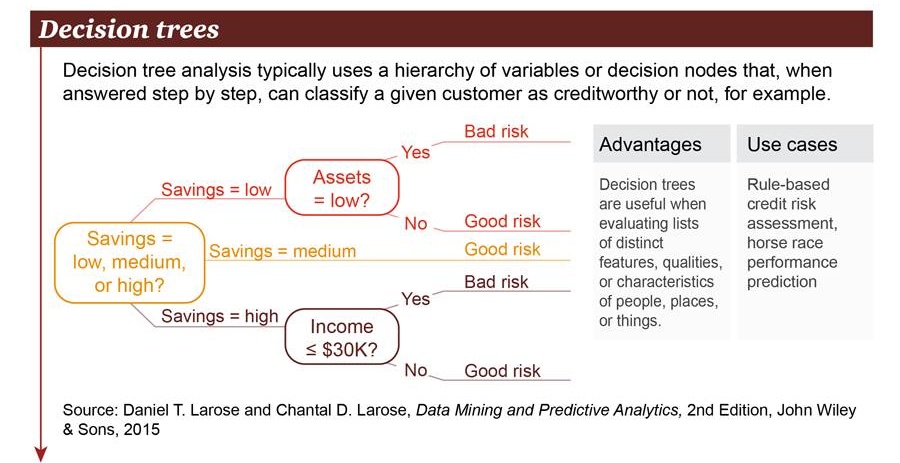 Decision trees
Decision tree analysis typically uses a hierarchy of variables or decision nodes that, when
answered step by step, can classify a given customer as creditworthy or not, for example.
Savings =
low, medium,
or high?
Savings = low
Assets
= low?
Yes
Bad risk
No
Good risk
Savings = medium
Good risk
Savings = high
Income
≤ $30K?
Yes
Bad risk
No
Good risk
Advantages
Decision trees
are useful when
evaluating lists
of distinct
features, qualities,
or characteristics
of people, places,
or things.
Use cases
Rule-based
credit risk
assessment,
horse race
performance
prediction
Source: Daniel T. Larose and Chantal D. Larose, Data Mining and Predictive Analytics, 2nd Edition, John Wiley
& Sons, 2015